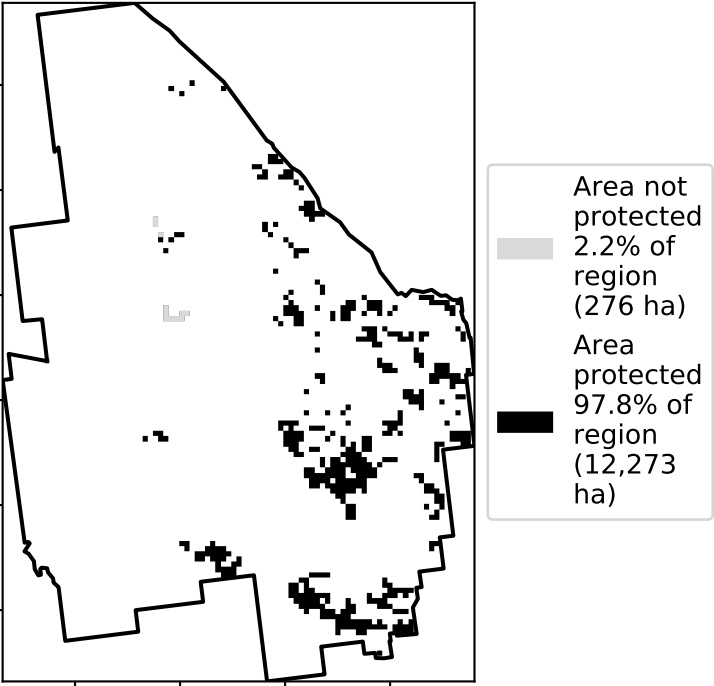 Area not
protected
2.2% of
region
(276 ha)
Area
protected
97.8% of
region
(12,273
ha)